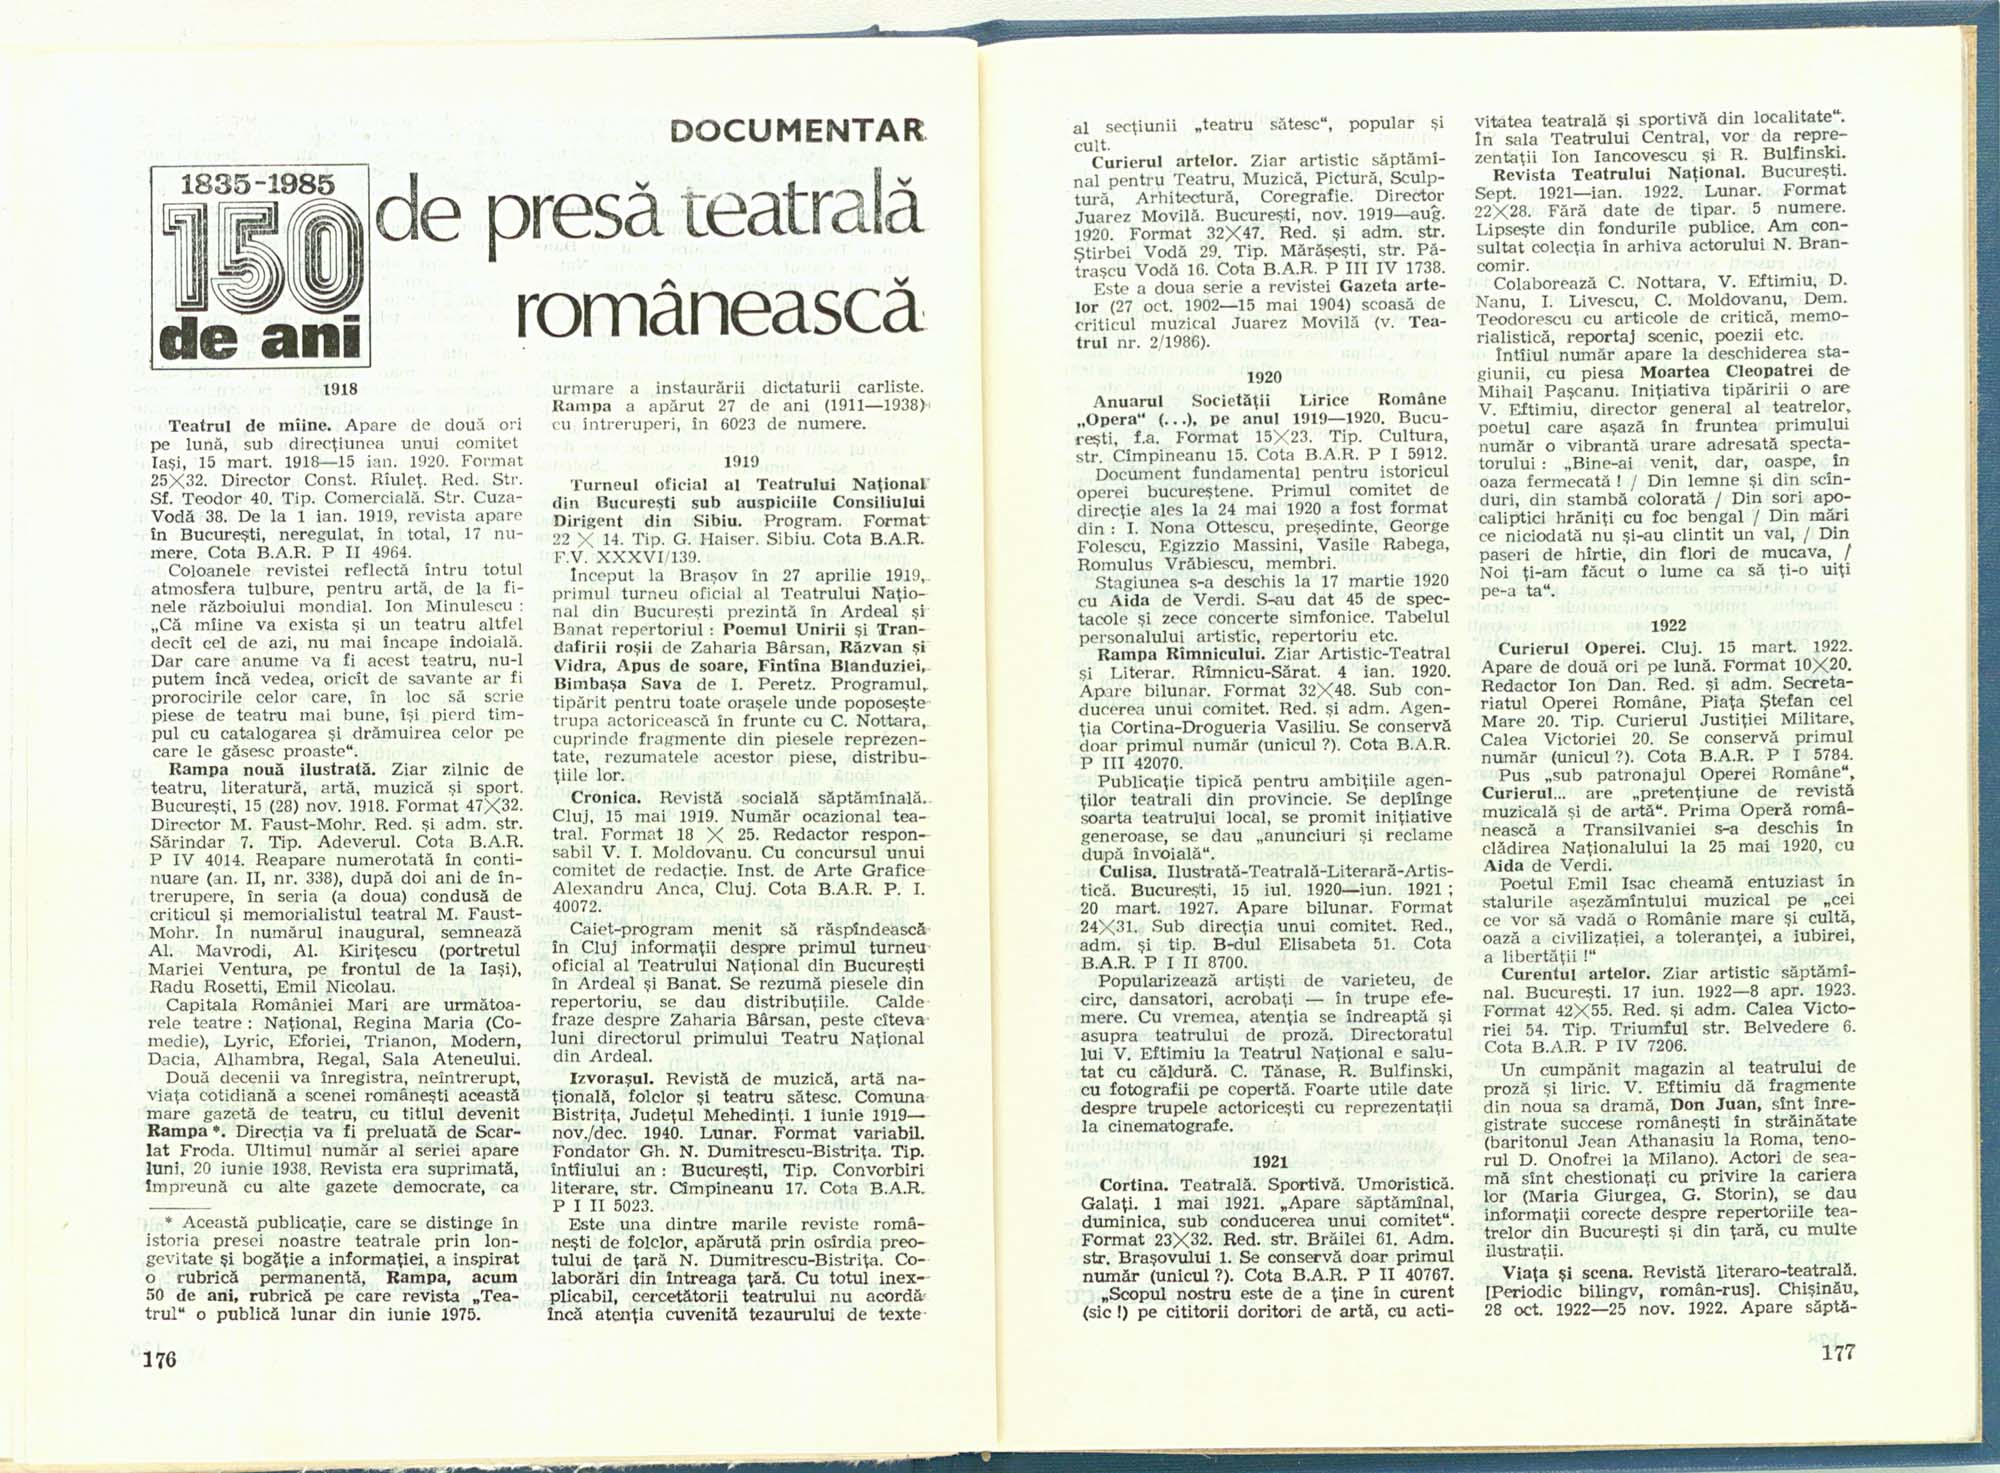 DOCUMENTAR
1835-1985
150
de ani
de presă teatrală
românească
1918
Teatrul de mîine. Apare de două ori
pe lună, sub direcțiunea unui comitet
Iași, 15 mart. 1918—15 ian. 1920. Format
25×32. Director Const. Rîuleț. Red. Str.
Sf. Teodor 40. Tip. Comercială. Str. Cuza-
Vodă 38. De la 1 ian. 1919, revista apare
în București, neregulat, în total, 17 nu-
mere. Cota B.A.R. P II 4964.
Coloanele revistei reflectă întru totul
atmosfera tulbure, pentru artă, de la fi-
nele războiului mondial. Ion Minulescu :
„Că mîine va exista și un teatru altfel
decît cel de azi, nu mai încape îndoială.
Dar care anume va fi acest teatru, nu-l
putem încă vedea, oricît de savante ar fi
prorocirile celor care, în loc să scrie
piese de teatru mai bune, își pierd tim-
pul cu catalogarea și drămuirea celor pe
care le găsesc proaste“.
Rampa nouă ilustrată. Ziar zilnic de
teatru, literatură, artă, muzică și sport.
București, 15 (28) nov. 1918. Format 47×32.
Director M. Faust-Mohr. Red. și adm. str.
Sărindar 7. Tip. Adeverul. Cota B.A.R.
P IV 4014. Reapare numerotată în conti-
nuare (an. II, nr. 338), după doi ani de în-
trerupere, în seria (a doua) condusă de
criticul și memorialistul teatral M. Faust-
Mohr. În numărul inaugural, semnează
Al. Mavrodi, Al. Kirițescu (portretul
Mariei Ventura, pe frontul de la Iași),
Radu Rosetti, Emil Nicolau.
Capitala României Mari are următoa-
rele teatre : Național, Regina Maria (Co-
medie), Lyric, Eforiei, Trianon, Modern,
Dacia, Alhambra, Regal, Sala Ateneului.
Două decenii va înregistra, neîntrerupt,
viața cotidiană a scenei românești această
mare gazetă de teatru, cu titlul devenit
Rampa*. Direcția va fi preluată de Scar-
lat Froda. Ultimul număr al seriei apare
luni, 20 iunie 1938. Revista era suprimată,
împreună cu alte gazete democrate, ca
* Această publicație, care se distinge în
istoria presei noastre teatrale prin lon-
gevitate și bogăție a informației, a inspirat
o rubrică permanentă, Rampa, acum
50 de ani, rubrică pe care revista „Tea-
trul“ o publică lunar din iunie 1975.
176
urmare a instaurării dictaturii carliste.
Rampa a apărut 27 de ani (1911—1938)
cu întreruperi, în 6023 de numere.
1919
Turneul oficial al Teatrului Național
din București sub auspiciile Consiliului
Dirigent din Sibiu. Program. Format
22 × 14. Tip. G. Haiser. Sibiu. Cota B.A.R.
F.V. XXXVI/139.
Început la Brașov în 27 aprilie 1919,
primul turneu oficial al Teatrului Națio-
nal din București prezintă în Ardeal și
Banat repertoriul : Poemul Unirii și Tran-
dafirii roșii de Zaharia Bârsan, Răzvan și
Vidra, Apus de soare, Fîntîna Blanduziei,
Bimbașa Sava de I. Peretz. Programul,
tipărit pentru toate orașele unde poposește
trupa actoricească în frunte cu C. Nottara,
cuprinde fragmente din piesele reprezen-
tate, rezumatele acestor piese, distribu-
țiile lor.
Cronica. Revistă socială săptămînală.
Cluj, 15 mai 1919. Număr ocazional tea-
tral. Format 18 × 25. Redactor respon-
sabil V. I. Moldovanu. Cu concursul unui
comitet de redacție. Inst. de Arte Grafice
Alexandru Anca, Cluj. Cota B.A.R. P. I.
40072.
Caiet-program menit să răspîndească
în Cluj informații despre primul turneu
oficial al Teatrului Național din București
în Ardeal și Banat. Se rezumă piesele din
repertoriu, se dau distribuțiile. Calde
fraze despre Zaharia Bârsan, peste cîteva
luni directorul primului Teatru Național
din Ardeal.
Izvorașul. Revistă de muzică, artă na-
țională, folclor și teatru sătesc. Comuna
Bistrița, Județul Mehedinți. 1 iunie 1919—
nov./dec. 1940. Lunar. Format variabil.
Fondator Gh. N. Dumitrescu-Bistrița. Tip.
întîiului an : București, Tip. Convorbiri
literare, str. Cîmpineanu 17. Cota B.A.R.
P I II 5023.
Este una dintre marile reviste româ-
nești de folclor, apărută prin osîrdia preo-
tului de țară N. Dumitrescu-Bistrița. Co-
laborări din întreaga țară. Cu totul inex-
plicabil, cercetătorii teatrului nu acordă
încă atenția cuvenită tezaurului de texte
al secțiunii „teatru sătesc“, popular și
cult.
Curierul artelor. Ziar artistic săptămî-
nal pentru Teatru, Muzică, Pictură, Sculp-
tură, Arhitectură, Coregrafie. Director
Juarez Movilă. București, nov. 1919—aug.
1920. Format 32×47. Red. și adm. str.
Știrbei Vodă 29. Tip. Mărășești, str. Pă-
trașcu Vodă 16. Cota B.A.R. P III IV 1738.
Este a doua serie a revistei Gazeta arte-
lor (27 oct. 1902—15 mai 1904) scoasă de
criticul muzical Juarez Movilă (v. Tea-
trul nr. 2/1986).
1920
Anuarul Societății Lirice Române
„Opera“ (...), pe anul 1919—1920. Bucu-
rești, f.a. Format 15×23. Tip. Cultura,
str. Cîmpineanu 15. Cota B.A.R. P I 5912.
Document fundamental pentru istoricul
operei bucureștene. Primul comitet de
direcție ales la 24 mai 1920 a fost format
din : I. Nona Ottescu, președinte, George
Folescu, Egizzio Massini, Vasile Rabega,
Romulus Vrăbiescu, membri.
Stagiunea s-a deschis la 17 martie 1920
cu Aida de Verdi. S-au dat 45 de spec-
tacole și zece concerte simfonice. Tabelul
personalului artistic, repertoriu etc.
Rampa Rîmnicului. Ziar Artistic-Teatral
și Literar. Rîmnicu-Sărat. 4 ian. 1920.
Apare bilunar. Format 32×48. Sub con-
ducerea unui comitet. Red. și adm. Agen-
ția Cortina-Drogueria Vasiliu. Se conservă
doar primul număr (unicul ?). Cota B.A.R.
P III 42070.
Publicație tipică pentru ambițiile agen-
ților teatrali din provincie. Se deplînge
soarta teatrului local, se promit inițiative
generoase, se dau „anunciuri și reclame
după învoială“.
Culisa. Ilustrată-Teatrală-Literară-Artis-
tică. București, 15 iul. 1920—iun. 1921 ;
20 mart. 1927. Apare bilunar. Format
24×31. Sub direcția unui comitet. Red.,
adm. și tip. B-dul Elisabeta 51. Cota
B.A.R. P I II 8700.
Popularizează artiști de varieteu, de
circ, dansatori, acrobați — în trupe efe-
mere. Cu vremea, atenția se îndreaptă și
asupra teatrului de proză. Directoratul
lui V. Eftimiu la Teatrul Național e salu-
tat cu căldură. C. Tănase, R. Bulfinski,
cu fotografii pe copertă. Foarte utile date
despre trupele actoricești cu reprezentații
la cinematografe.
1921
Cortina. Teatrală. Sportivă. Umoristică.
Galați. 1 mai 1921. „Apare săptămînal,
duminica, sub conducerea unui comitet“.
Format 23×32. Red. str. Brăilei 61. Adm.
str. Brașovului 1. Se conservă doar primul
număr (unicul ?). Cota B.A.R. P II 40767.
„Scopul nostru este de a ține în curent
(sic !) pe cititorii doritori de artă, cu acti-
vitatea teatrală și sportivă din localitate“.
În sala Teatrului Central, vor da repre-
zentații Ion Iancovescu și R. Bulfinski.
Revista Teatrului Național. București.
Sept. 1921—ian. 1922. Lunar. Format
22×28. Fără date de tipar. 5 numere.
Lipsește din fondurile publice. Am con-
sultat colecția în arhiva actorului N. Bran-
comir.
Colaborează C. Nottara, V. Eftimiu, D.
Nanu, I. Livescu, C. Moldovanu, Dem.
Teodorescu cu articole de critică, memo-
rialistică, reportaj scenic, poezii etc.
Întîiul număr apare la deschiderea sta-
giunii, cu piesa Moartea Cleopatrei de
Mihail Pașcanu. Inițiativa tipăririi o are
V. Eftimiu, director general al teatrelor,
poetul care așază în fruntea primului
număr o vibrantă urare adresată specta-
torului : „Bine-ai venit, dar, oaspe, în
oaza fermecată ! / Din lemne și din scîn-
duri, din stambă colorată / Din sori apo-
caliptici hrăniți cu foc bengal / Din mări
ce niciodată nu și-au clintit un val, / Din
paseri de hîrtie, din flori de mucava, /
Noi ți-am făcut o lume ca să ți-o uiți
pe-a ta“.
1922
Curierul Operei. Cluj. 15 mart. 1922.
Apare de două ori pe lună. Format 10×20.
Redactor Ion Dan. Red. și adm. Secreta-
riatul Operei Române, Piața Ștefan cel
Mare 20. Tip. Curierul Justiției Militare,
Calea Victoriei 20. Se conservă primul
număr (unicul ?). Cota B.A.R. P I 5784.
Pus „sub patronajul Operei Române“,
Curierul... are „pretențiune de revistă
muzicală și de artă“. Prima Operă româ-
nească a Transilvaniei s-a deschis în
clădirea Naționalului la 25 mai 1920, cu
Aida de Verdi.
Poetul Emil Isac cheamă entuziast în
stalurile așezămîntului muzical pe „cei
ce vor să vadă o Românie mare și cultă,
oază a civilizației, a toleranței, a iubirei,
a libertății !“
Curentul artelor. Ziar artistic săptămî-
nal. București. 17 iun. 1922—8 apr. 1923.
Format 42×55. Red. și adm. Calea Victo-
riei 54. Tip. Triumful str. Belvedere 6.
Cota B.A.R. P IV 7206.
Un cumpănit magazin al teatrului de
proză și liric. V. Eftimiu dă fragmente
din noua sa dramă, Don Juan, sînt înre-
gistrate succese românești în străinătate
(baritonul Jean Athanasiu la Roma, teno-
rul D. Onofrei la Milano). Actori de sea-
mă sînt chestionați cu privire la cariera
lor (Maria Giurgea, G. Storin), se dau
informații corecte despre repertoriile tea-
trelor din București și din țară, cu multe
ilustrații.
Viața și scena. Revistă literaro-teatrală.
[Periodic bilingv, român-rus]. Chișinău,
28 oct. 1922—25 nov. 1922. Apare săptă-
177